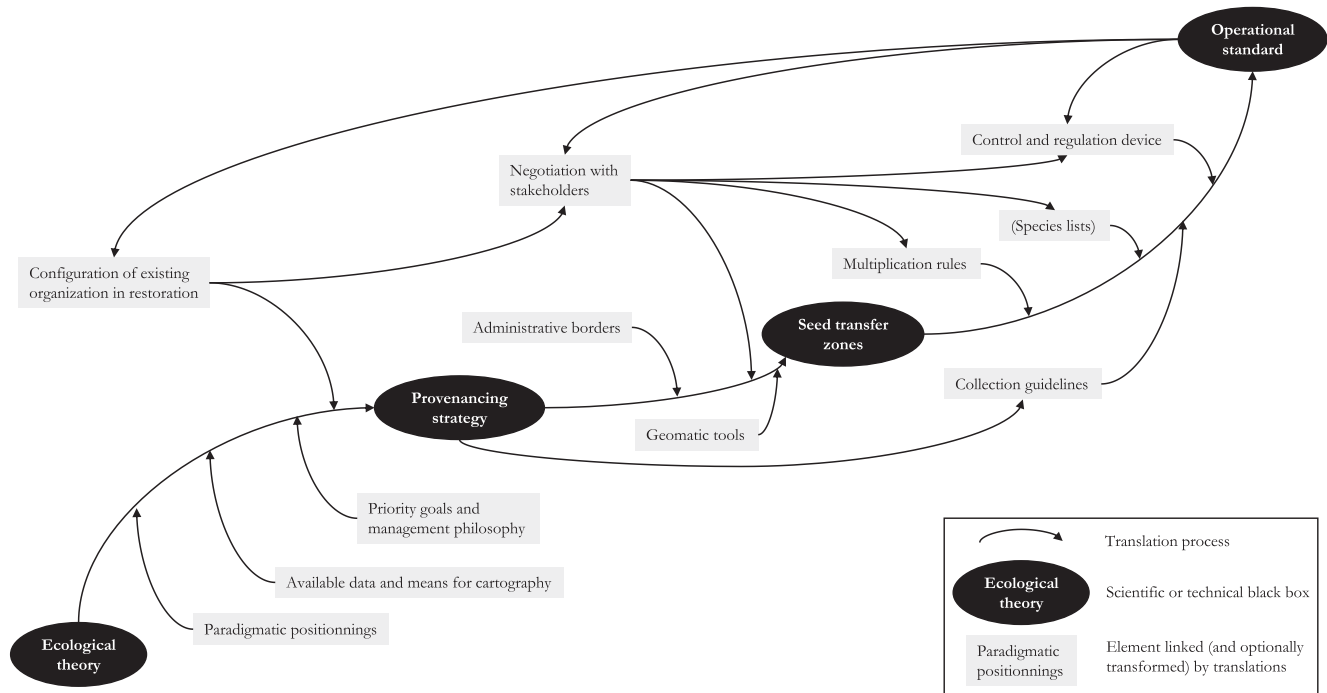 Operational
standard
Control and regulation device
Negotiation with
stakeholders
(Species lists)
Multiplication rules
Configuration of existing
organization in restoration
Administrative borders
Seed transfer
zones
Collection guidelines
Provenancing
strategy
Geomatic tools
Priority goals and
management philosophy
Available data and means for cartography
Paradigmatic positionnings
Ecological
theory
Translation process
Ecological
theory
Scientific or technical black box
Paradigmatic
positionnings
Element linked (and optionally
transformed) by translations